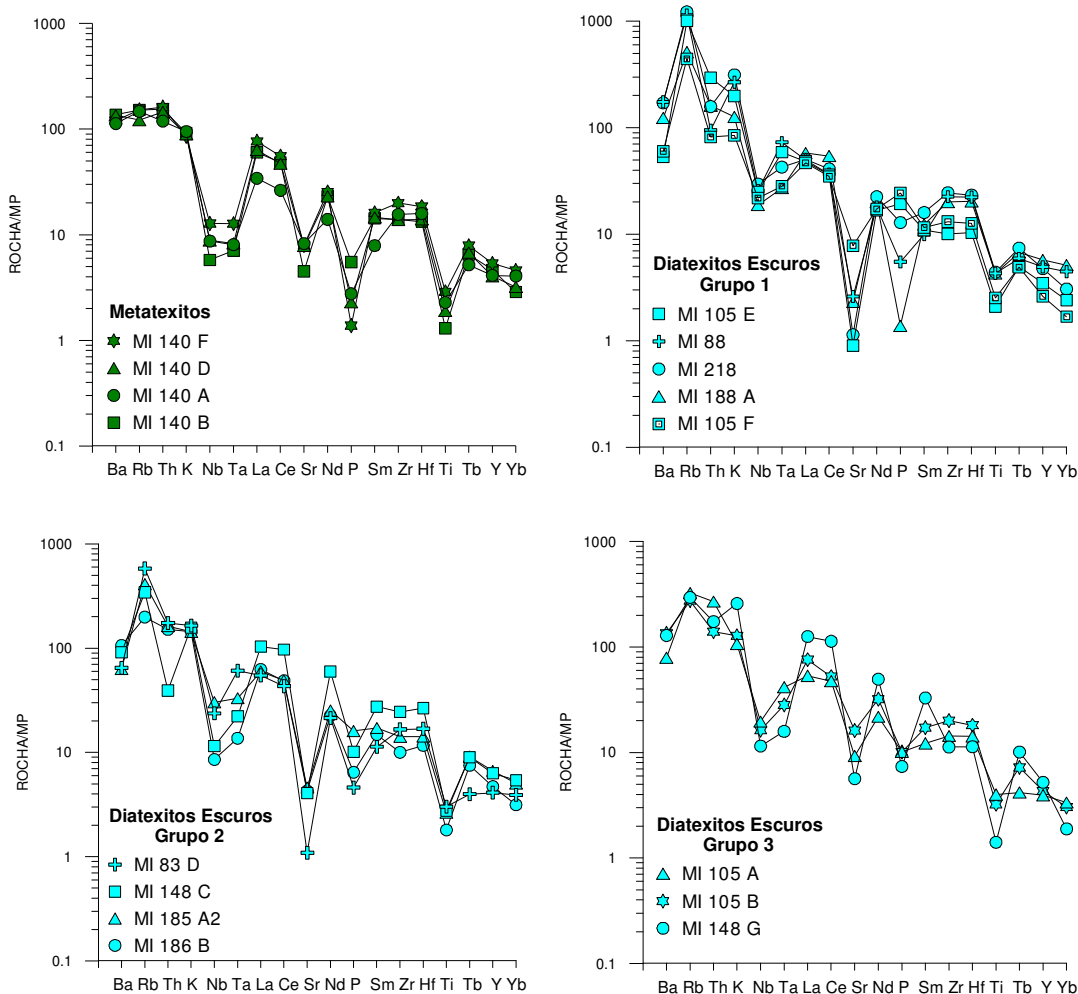 1000
100
10
1
0.1
ROCHA/MP
Metatexitos
MI 140 F
MI 140 D
MI 140 A
MI 140 B
Ba Rb Th K Nb Ta La Ce Sr Nd P Sm Zr Hf Ti Tb Y Yb
1000
100
10
1
0.1
ROCHA/MP
Diatexitos Escuros
Grupo 1
MI 105 E
MI 88
MI 218
MI 188 A
MI 105 F
Ba Rb Th K Nb Ta La Ce Sr Nd P Sm Zr Hf Ti Tb Y Yb
1000
100
10
1
0.1
ROCHA/MP
Diatexitos Escuros
Grupo 2
MI 83 D
MI 148 C
MI 185 A2
MI 186 B
Ba Rb Th K Nb Ta La Ce Sr Nd P Sm Zr Hf Ti Tb Y Yb
1000
100
10
1
0.1
ROCHA/MP
Diatexitos Escuros
Grupo 3
MI 105 A
MI 105 B
MI 148 G
Ba Rb Th K Nb Ta La Ce Sr Nd P Sm Zr Hf Ti Tb Y Yb